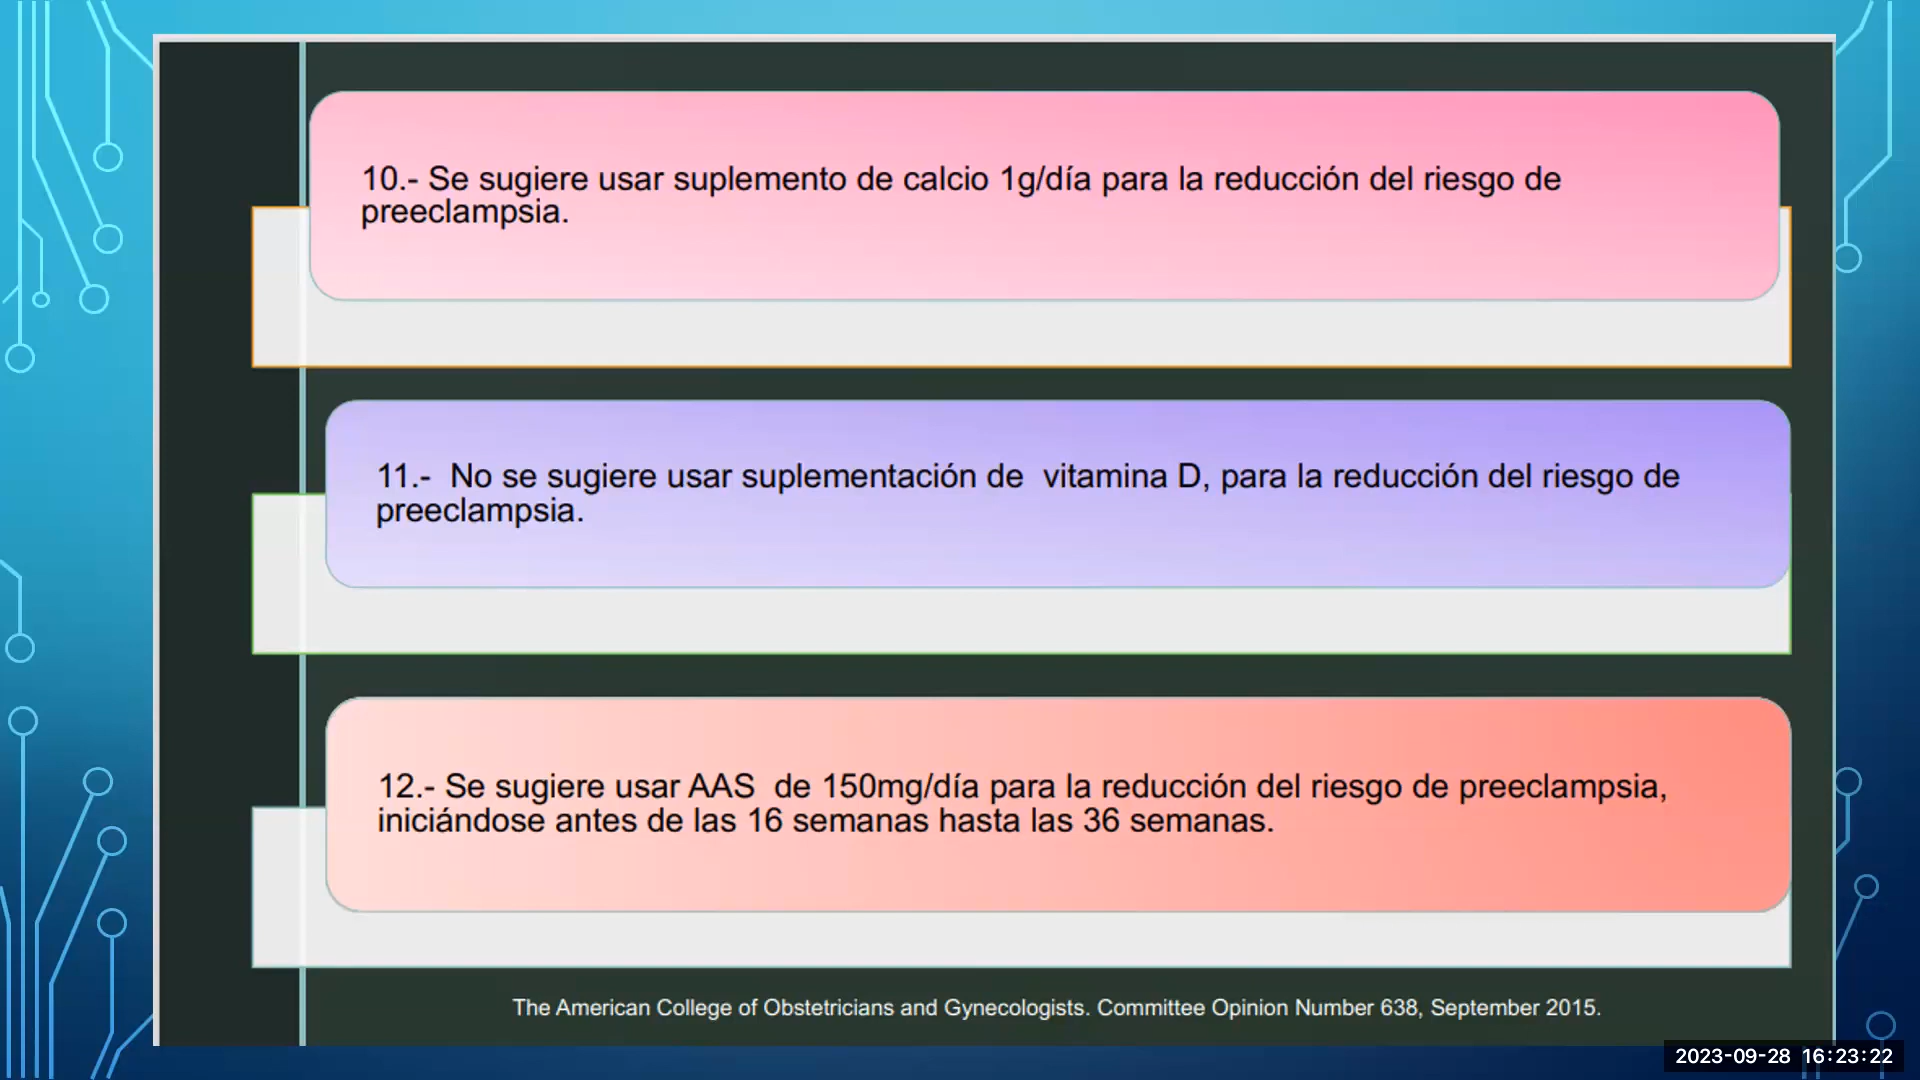 10.- Se sugiere usar suplemento de calcio 1g/día para la reducción del riesgo de
preeclampsia.
11.-  No se sugiere usar suplementación de  vitamina D, para la reducción del riesgo de
preeclampsia.
12.- Se sugiere usar AAS  de 150mg/día para la reducción del riesgo de preeclampsia,
iniciándose antes de las 16 semanas hasta las 36 semanas.
The American College of Obstetricians and Gynecologists. Committee Opinion Number 638, September 2015.
2023-09-28 16:23:22